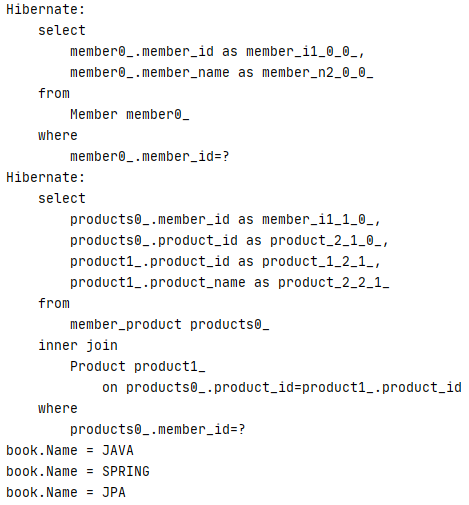 Hibernate:
    select
        member0_.member_id as member_i1_0_0_,
        member0_.member_name as member_n2_0_0_
    from
        Member member0_
    where
        member0_.member_id=?
Hibernate:
    select
        products0_.member_id as member_i1_1_0_,
        products0_.product_id as product_2_1_0_,
        product1_.product_id as product_1_2_1_,
        product1_.product_name as product_2_2_1_
    from
        member_product products0_
    inner join
        Product product1_
            on products0_.product_id=product1_.product_id
    where
        products0_.member_id=?
book.Name = JAVA
book.Name = SPRING
book.Name = JPA